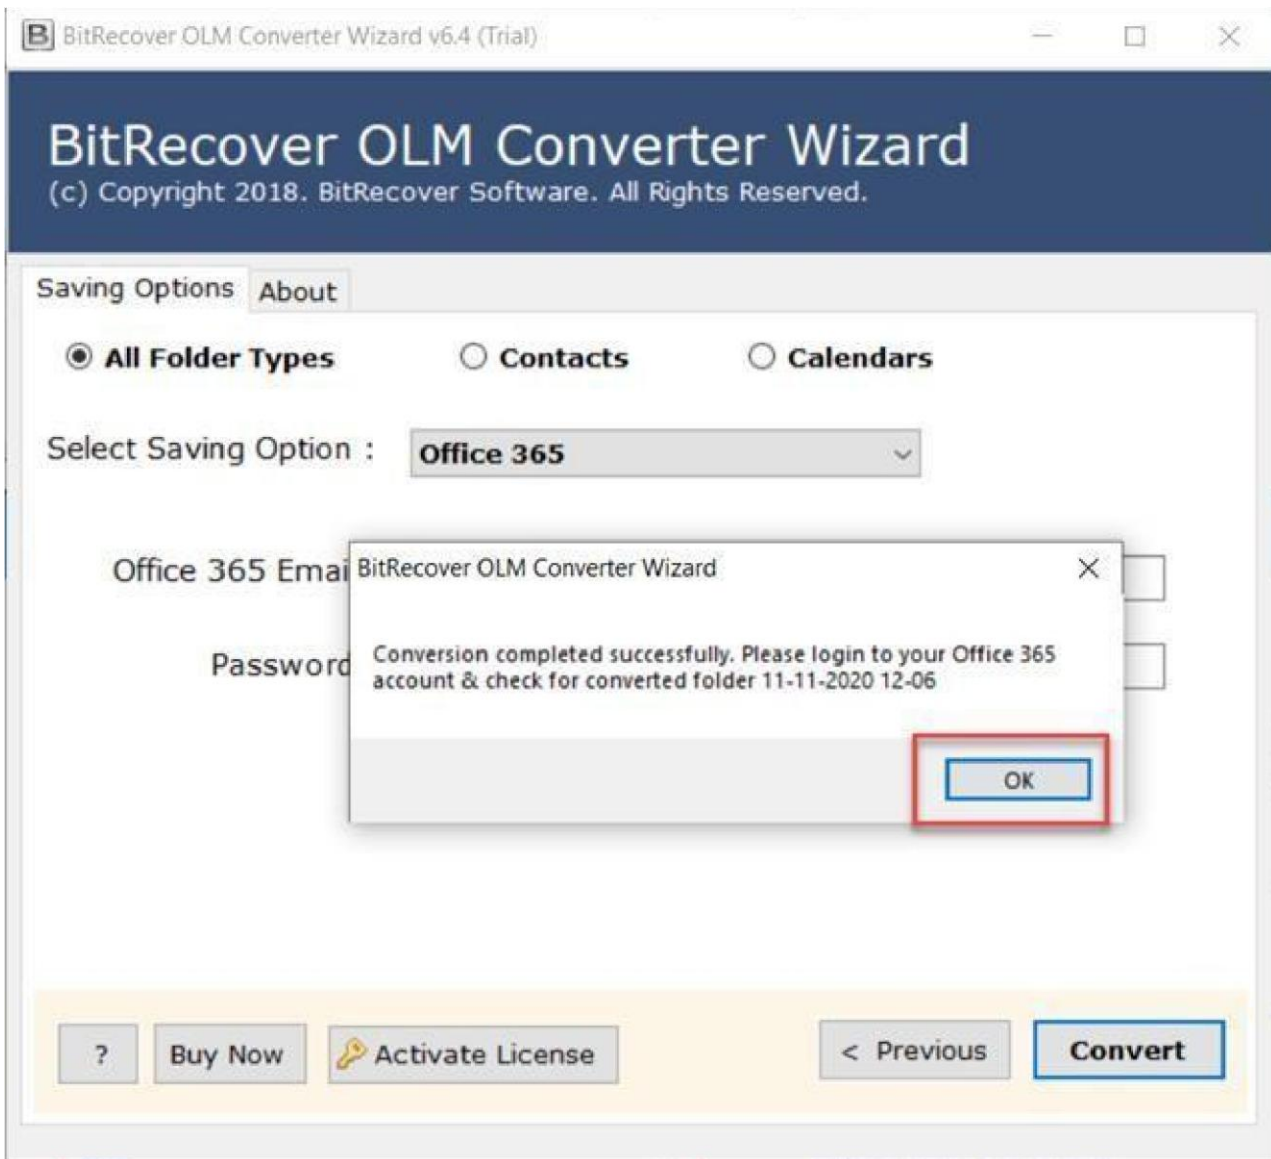 BitRecover OLM Converter Wizard v6.4 (Trial)
BitRecover OLM Converter Wizard
(c) Copyright 2018. BitRecover Software. All Rights Reserved.
Saving Options About
All Folder Types Contacts Calendars
Select Saving Option :
Office 365
Office 365 Emai
BitRecover OLM Converter Wizard
Password
Conversion completed successfully. Please login to your Office 365
account & check for converted folder 11-11-2020 12-06
OK
? Buy Now Activate License < Previous Convert